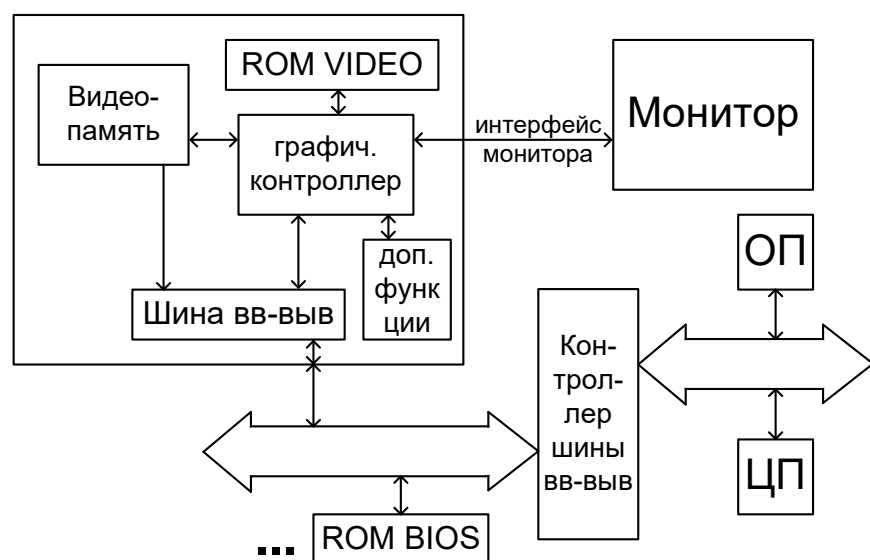 ROM VIDEO
Видео-
память
графич.
контроллер
интерфейс
монитора
Монитор
доп.
функ
ции
Шина вв-выв
ОП
Кон-
трол-
лер
шины
вв-выв
ЦП
...
ROM BIOS